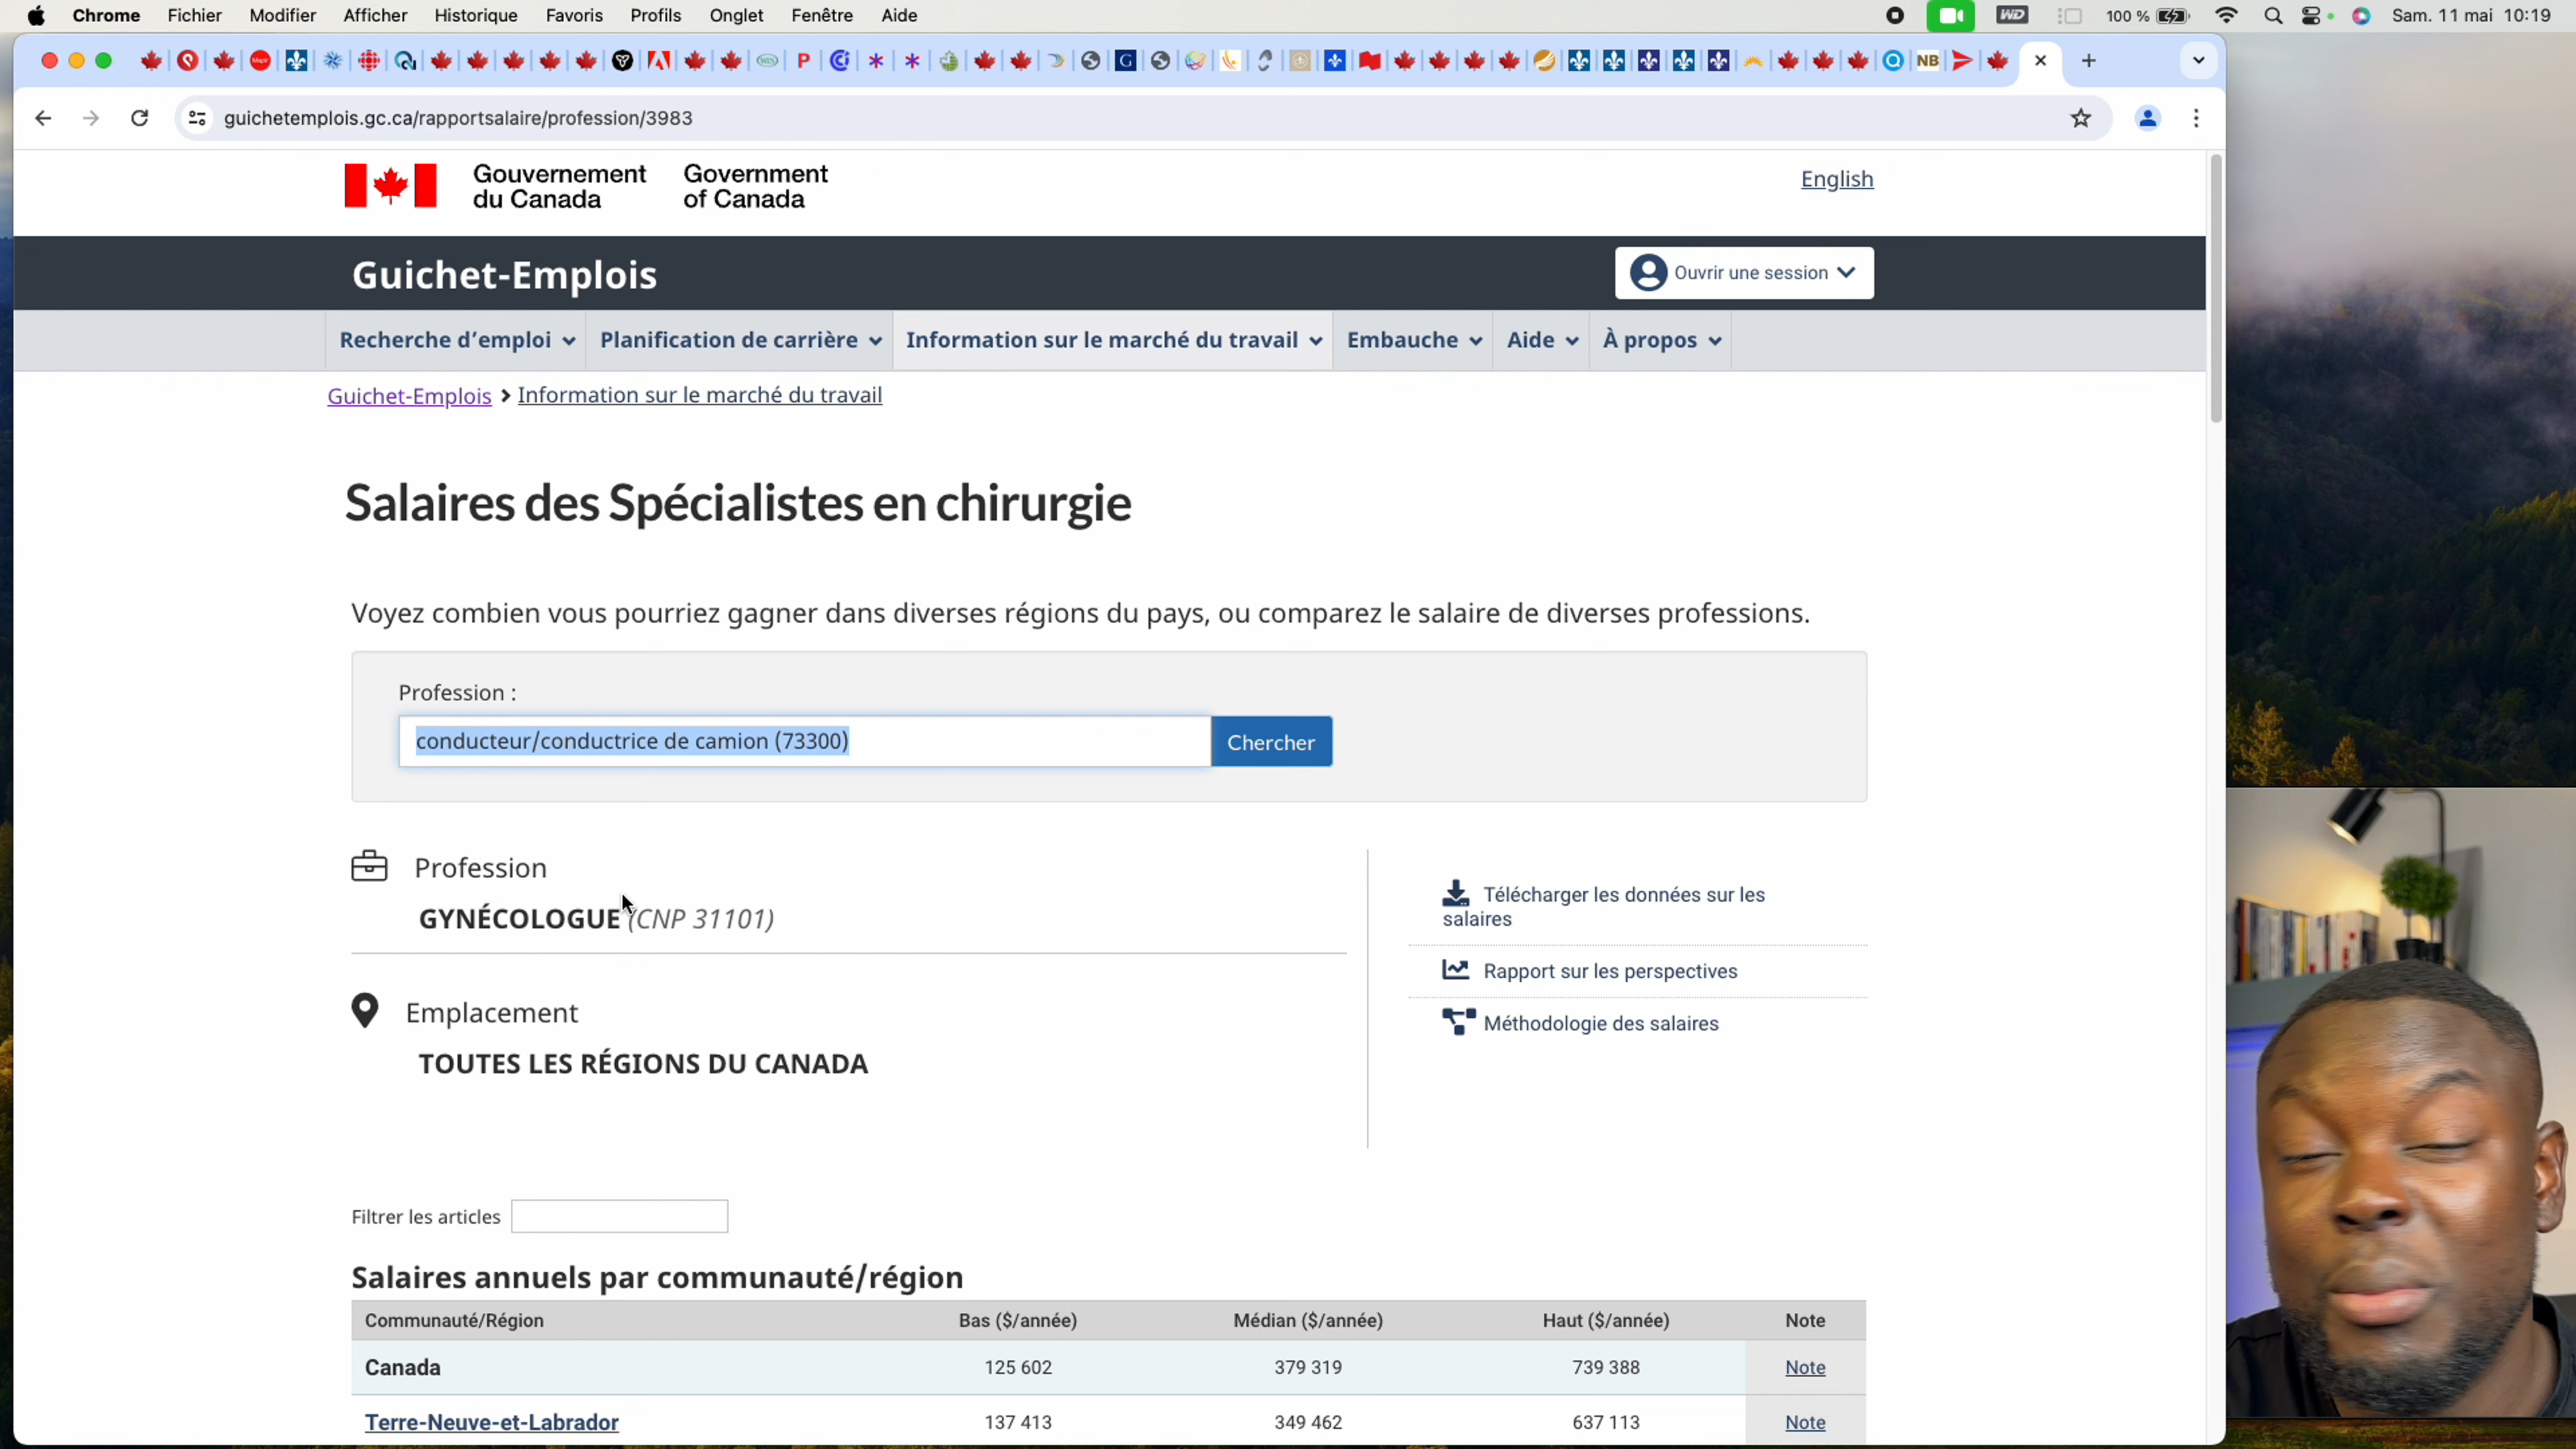 Chrome Fichier Modifier Afficher Historique Favoris Profils Onglet Fenêtre Aide WD 100 % Sam. 11 mai 10:19
P G NB
guichetemplois.gc.ca/rapportsalaire/profession/3983
Gouvernement du Canada
Government of Canada
English
Guichet-Emplois
Ouvrir une session
Recherche d’emploi Planification de carrière Information sur le marché du travail Embauche Aide À propos
Guichet-Emplois Information sur le marché du travail
Salaires des Spécialistes en chirurgie
Voyez combien vous pourriez gagner dans diverses régions du pays, ou comparez le salaire de diverses professions.
Profession :
conducteur/conductrice de camion (73300)
Chercher
Profession
GYNÉCOLOGUE (CNP 31101)
Emplacement
TOUTES LES RÉGIONS DU CANADA
Télécharger les données sur les
salaires
Rapport sur les perspectives
Méthodologie des salaires
Filtrer les articles
Salaires annuels par communauté/région
Communauté/Région Bas ($/année) Médian ($/année) Haut ($/année) Note
Canada 125 602 379 319 739 388 Note
Terre-Neuve-et-Labrador 137 413 349 462 637 113 Note